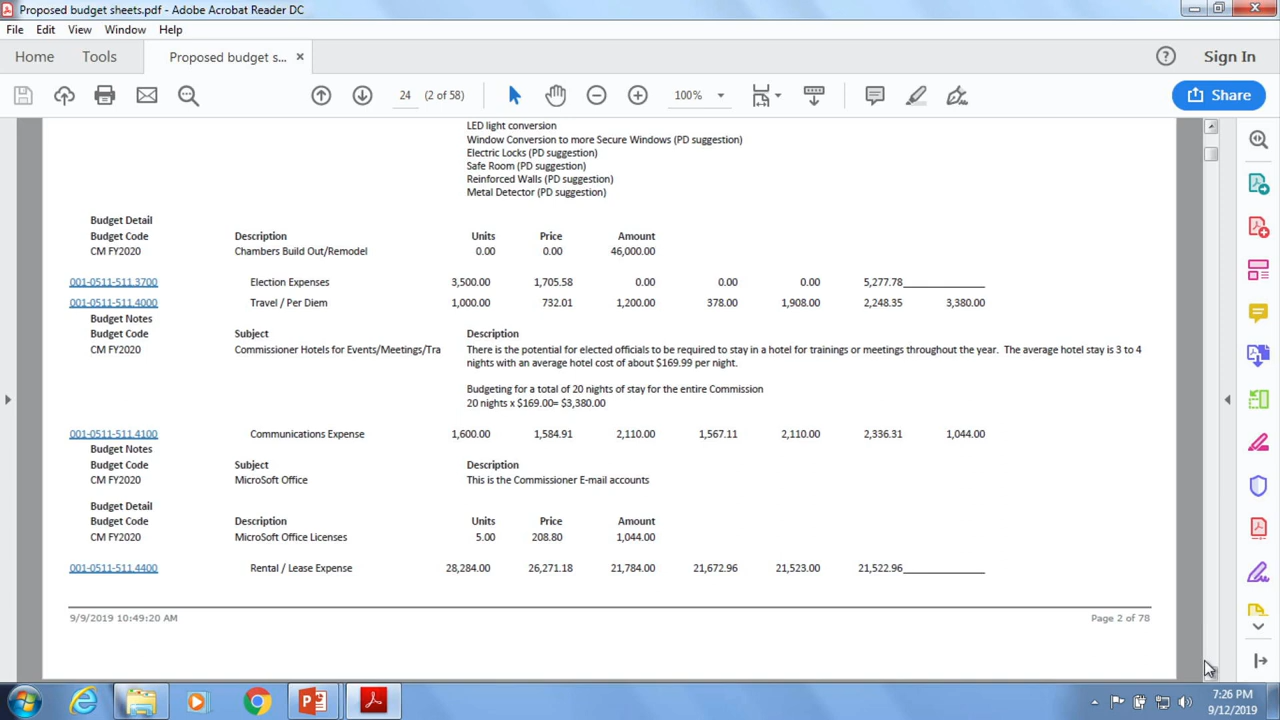 Proposed budget sheets.pdf - Adobe Acrobat Reader DC
File Edit View Window Help
Home Tools Proposed budget s... × Sign In
24 (2 of 58) 100% Share
LED light conversion
Window Conversion to more Secure Windows (PD suggestion)
Electric Locks (PD suggestion)
Safe Room (PD suggestion)
Reinforced Walls (PD suggestion)
Metal Detector (PD suggestion)
Budget Detail
Budget Code Description Units Price Amount
CM FY2020 Chambers Build Out/Remodel 0.00 0.00 46,000.00
001-0511-511.3700 Election Expenses 3,500.00 1,705.58 0.00 0.00 0.00 5,277.78
001-0511-511.4000 Travel / Per Diem 1,000.00 732.01 1,200.00 378.00 1,908.00 2,248.35 3,380.00
Budget Notes
Budget Code Subject Description
CM FY2020 Commissioner Hotels for Events/Meetings/Tra There is the potential for elected officials to be required to stay in a hotel for trainings or meetings throughout the year. The average hotel stay is 3 to 4
nights with an average hotel cost of about $169.99 per night.
Budgeting for a total of 20 nights of stay for the entire Commission
20 nights x $169.00= $3,380.00
001-0511-511.4100 Communications Expense 1,600.00 1,584.91 2,110.00 1,567.11 2,110.00 2,336.31 1,044.00
Budget Notes
Budget Code Subject Description
CM FY2020 MicroSoft Office This is the Commissioner E-mail accounts
Budget Detail
Budget Code Description Units Price Amount
CM FY2020 MicroSoft Office Licenses 5.00 208.80 1,044.00
001-0511-511.4400 Rental / Lease Expense 28,284.00 26,271.18 21,784.00 21,672.96 21,523.00 21,522.96
9/9/2019 10:49:20 AM Page 2 of 78
7:26 PM
9/12/2019